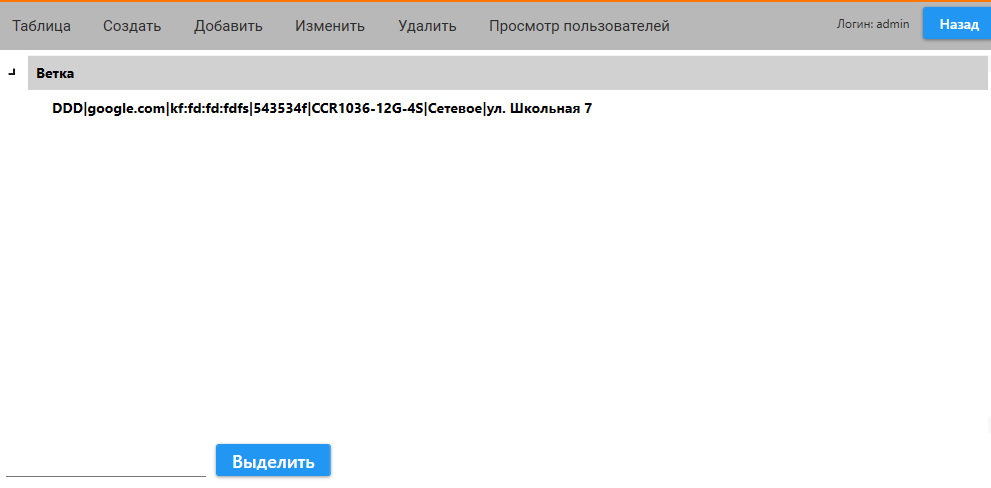 Таблица Создать Добавить Изменить Удалить Просмотр пользователей Логин: admin Назад
Ветка
DDD|google.com|kf:fd:fd:fdfs|543534f|CCR1036-12G-4S|Сетевое|ул. Школьная 7
Выделить